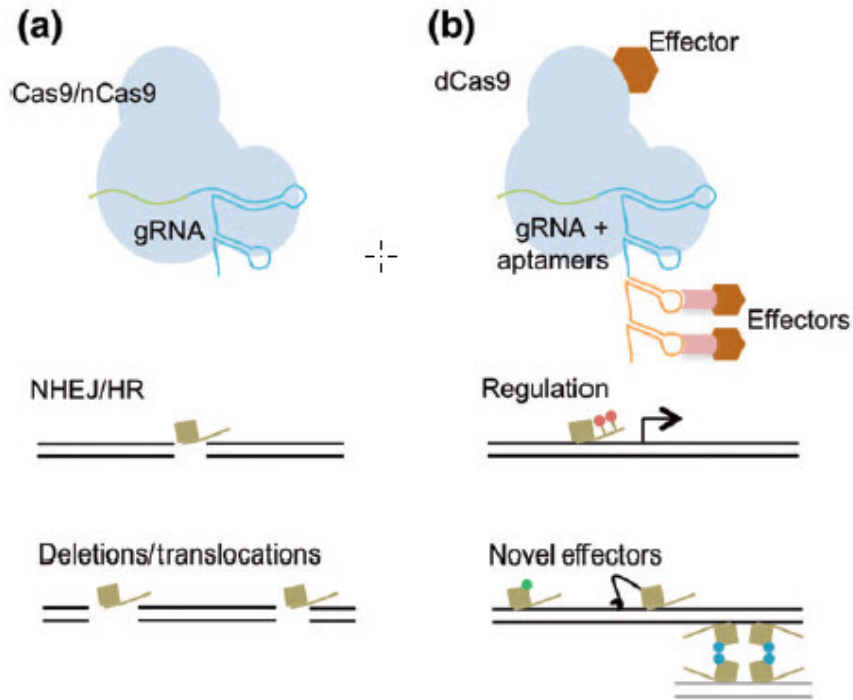 (a)
Cas9/nCas9
gRNA
NHEJ/HR
Deletions/translocations
(b)
Effector
dCas9
gRNA +
aptamers
Effectors
Regulation
Novel effectors